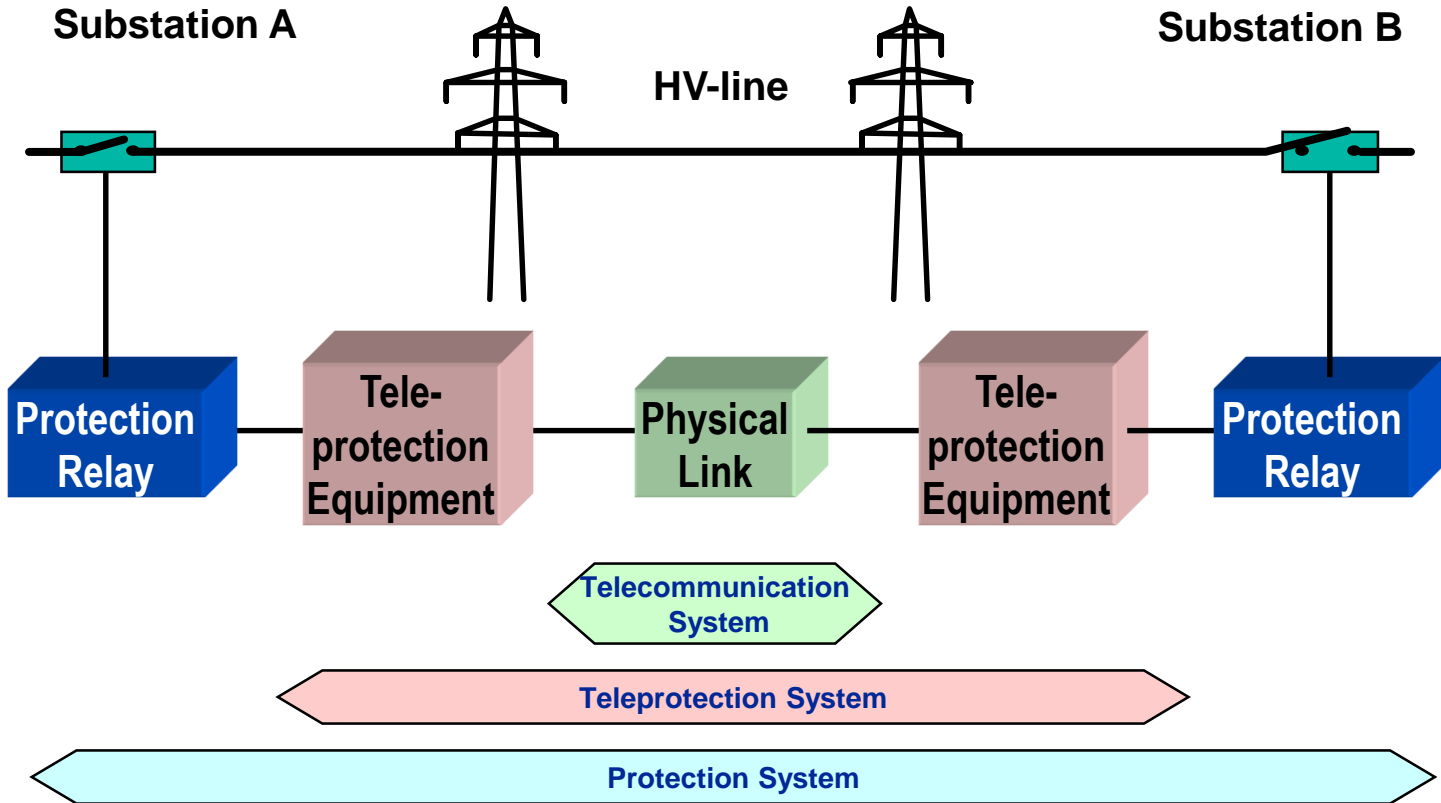 Substation A
Substation B
HV-line
Protection
Relay
Tele-
protection
Equipment
Physical
Link
Tele-
protection
Equipment
Protection
Relay
Telecommunication
System
Teleprotection System
Protection System